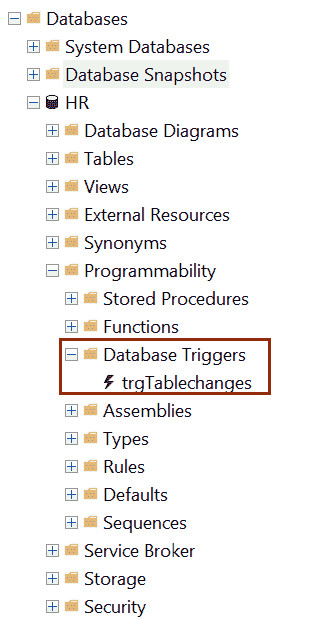 Databases
System Databases
Database Snapshots
HR
Database Diagrams
Tables
Views
External Resources
Synonyms
Programmability
Stored Procedures
Functions
Database Triggers
trgTablechanges
Assemblies
Types
Rules
Defaults
Sequences
Service Broker
Storage
Security